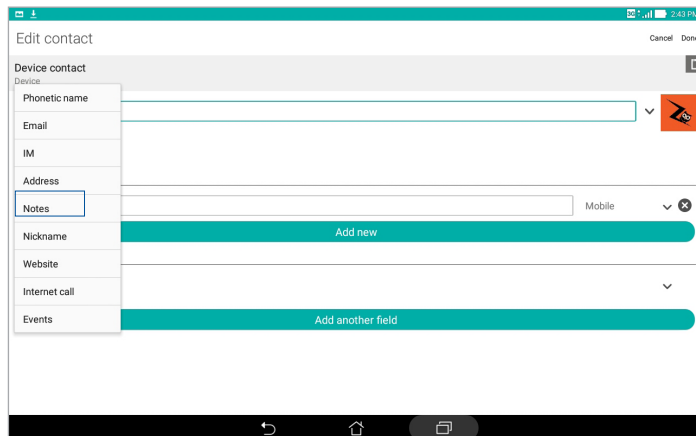 2:43 PM
Edit contact
Cancel Done
Device contact
Device
Phonetic name
Email
IM
Address
Notes
Mobile
Nickname
Add new
Website
Internet call
Events
Add another field